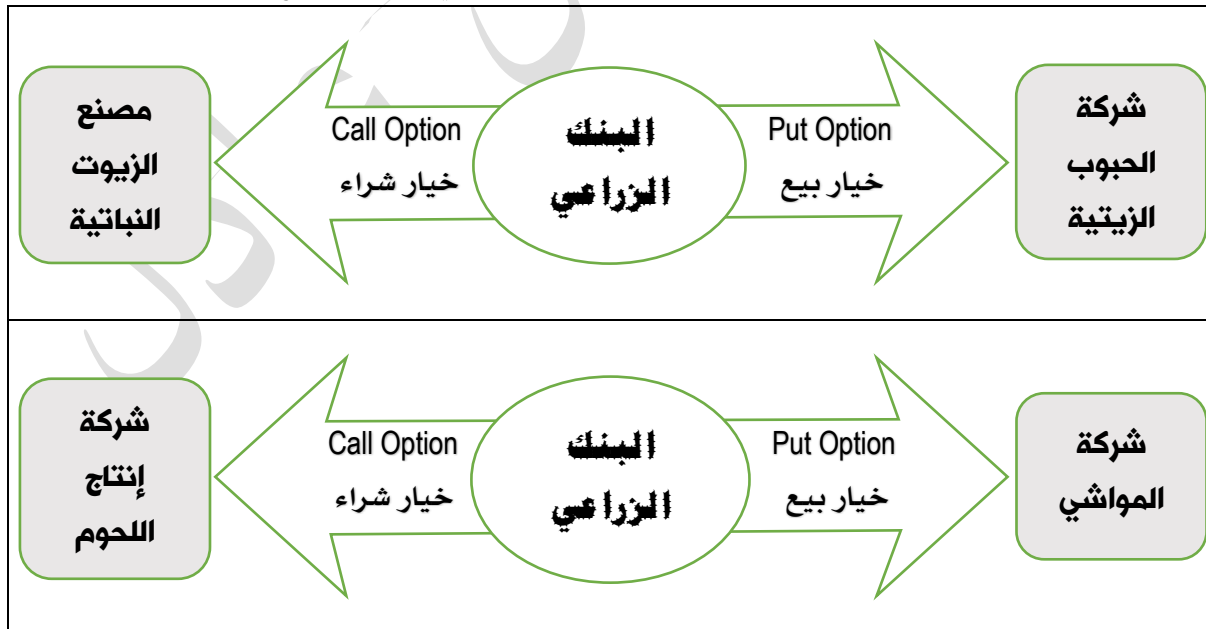 شركة
الحبوب
الزيتية
Put Option
خيار بيع
البنك
الزراعي
Call Option
خيار شراء
مصنع
الزيوت
النباتية
شركة
المواشي
Put Option
خيار بيع
البنك
الزراعي
Call Option
خيار شراء
شركة
إنتاج
اللحوم